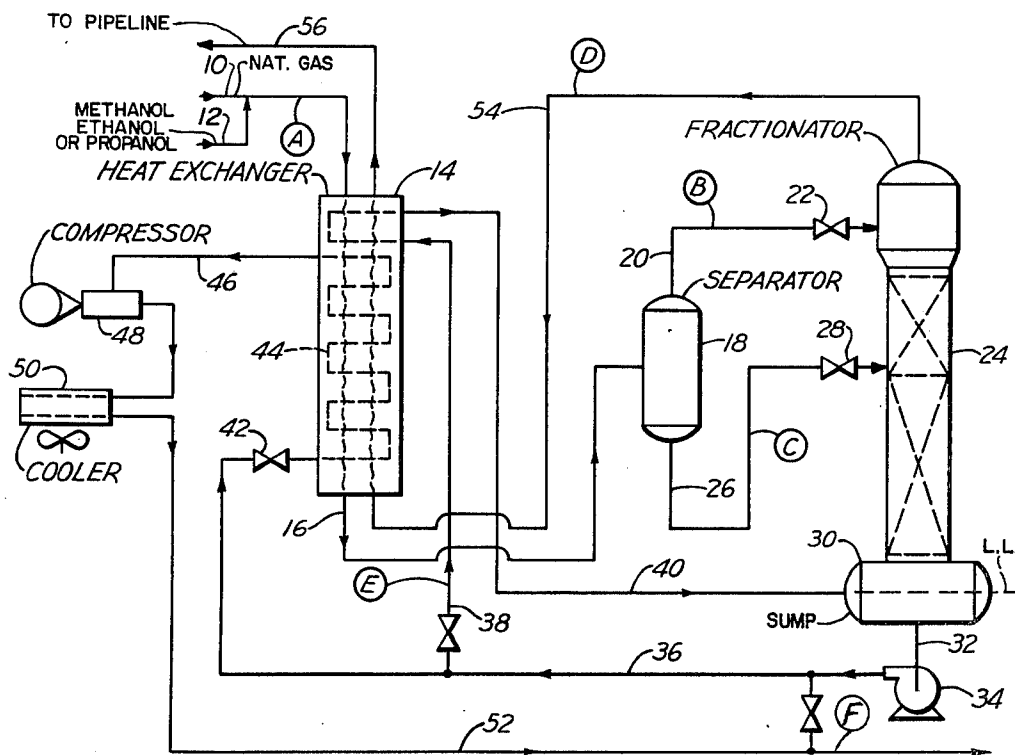 TO PIPELINE
56
10
NAT. GAS
METHANOL
ETHANOL
OR PROPANOL
12
A
HEAT EXCHANGER
14
D
54
FRACTIONATOR
B
22
20
COMPRESSOR
46
48
SEPARATOR
18
28
24
44
50
COOLER
42
C
26
16
30
L.L.
E
40
38
SUMP
32
36
34
F
52